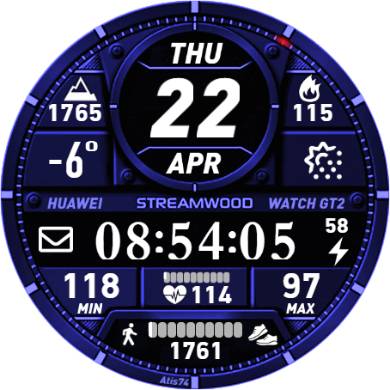 THU
22
APR
1765
115
-6°
HUAWEI STREAMWOOD WATCH GT2
08:54:05
58
118
MIN
114
97
MAX
1761
Atis74